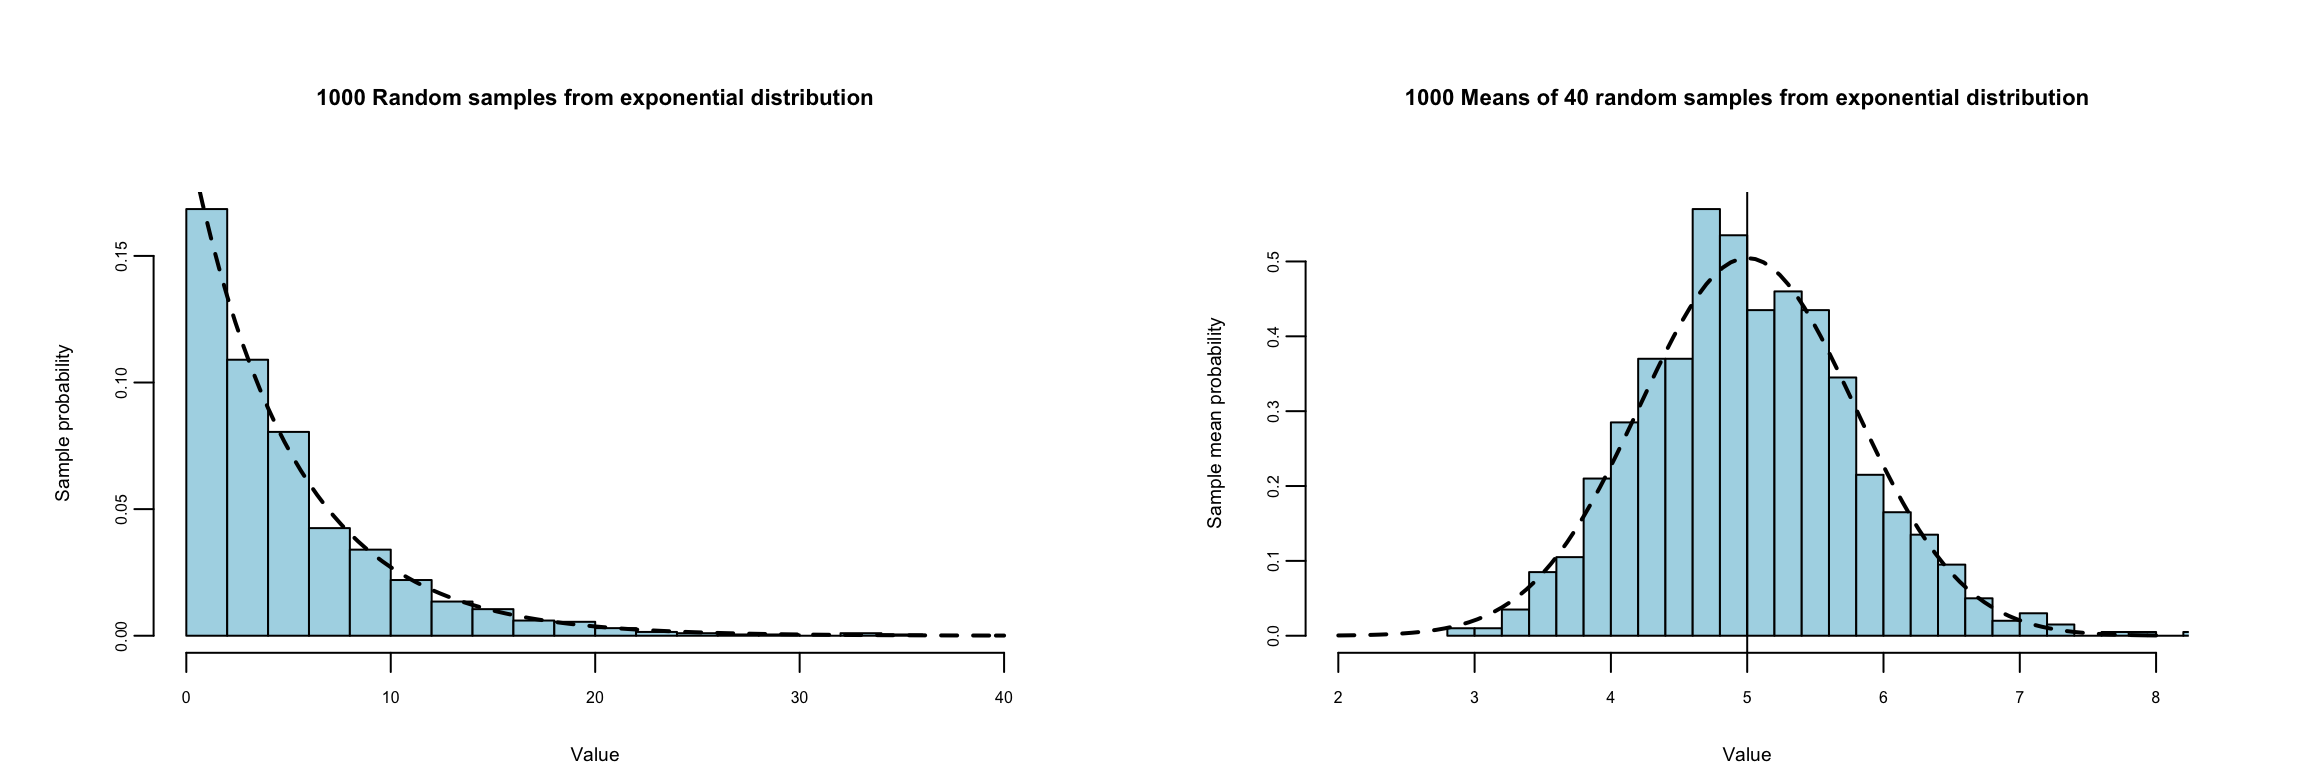 1000 Random samples from exponential distribution
Sample probability
0.15
0.10
0.05
0.00
0 10 20 30 40
Value
1000 Means of 40 random samples from exponential distribution
Sample mean probability
0.5
0.4
0.3
0.2
0.1
0.0
2 3 4 5 6 7 8
Value